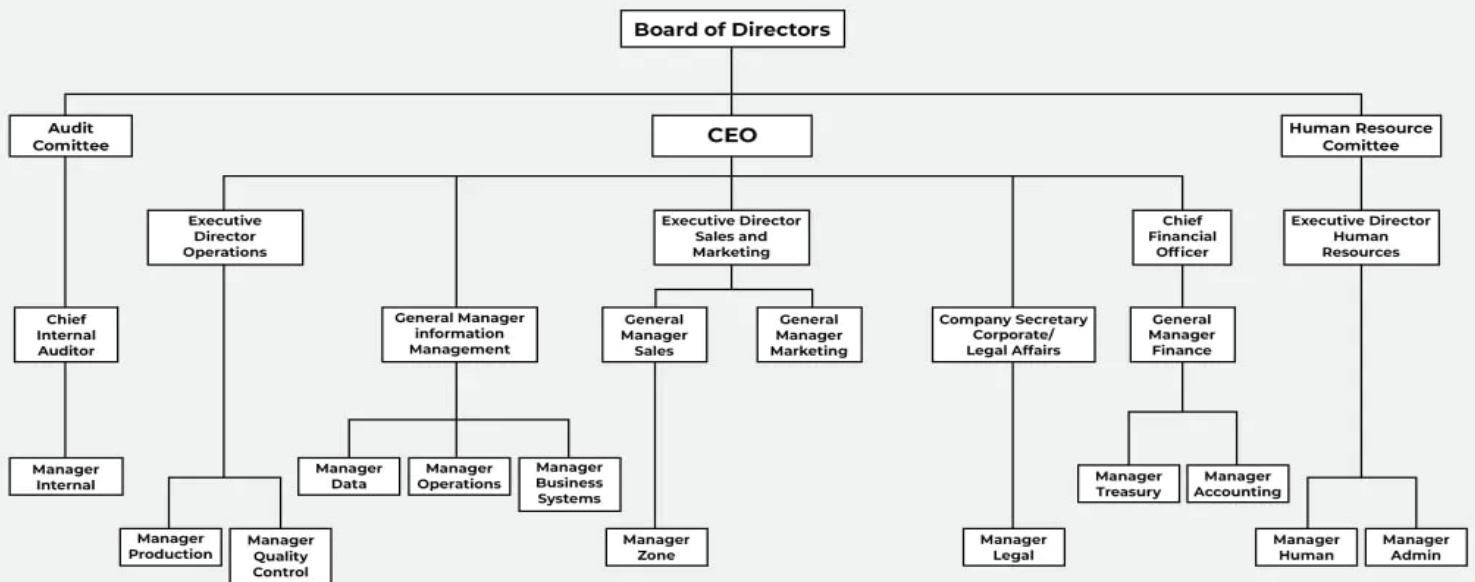 Board of Directors
Audit
Comittee
CEO
Human Resource
Comittee
Executive
Director
Operations
Executive Director
Sales and
Marketing
Chief
Financial
Officer
Executive Director
Human
Resources
Chief
Internal
Auditor
General Manager
information
Management
General
Manager
Sales
General
Manager
Marketing
Company Secretary
Corporate/
Legal Affairs
General
Manager
Finance
Manager
Internal
Manager
Data
Manager
Operations
Manager
Business
Systems
Manager
Treasury
Manager
Accounting
Manager
Production
Manager
Quality
Control
Manager
Zone
Manager
Legal
Manager
Human
Manager
Admin